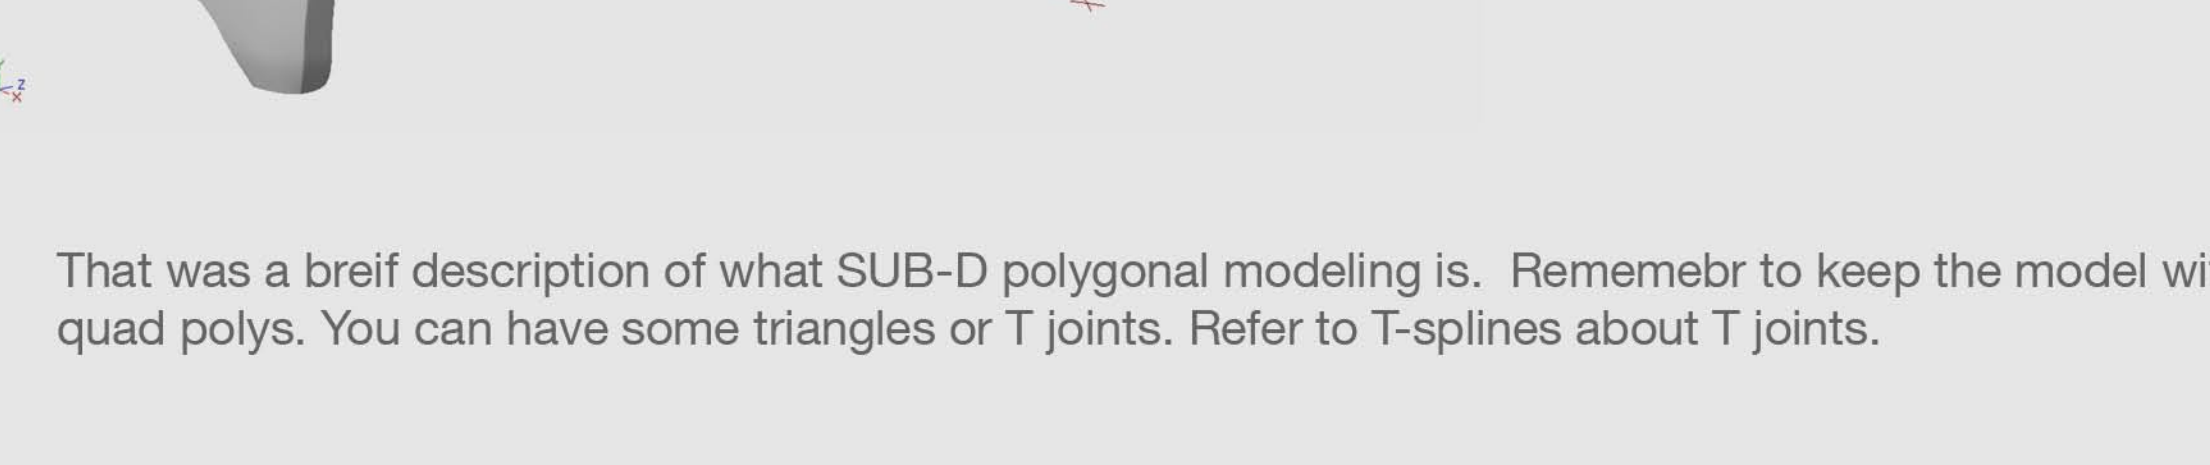 z
x
That was a breif description of what SUB-D polygonal modeling is.  Rememebr to keep the model
quad polys. You can have some triangles or T joints. Refer to T-splines about T joints.